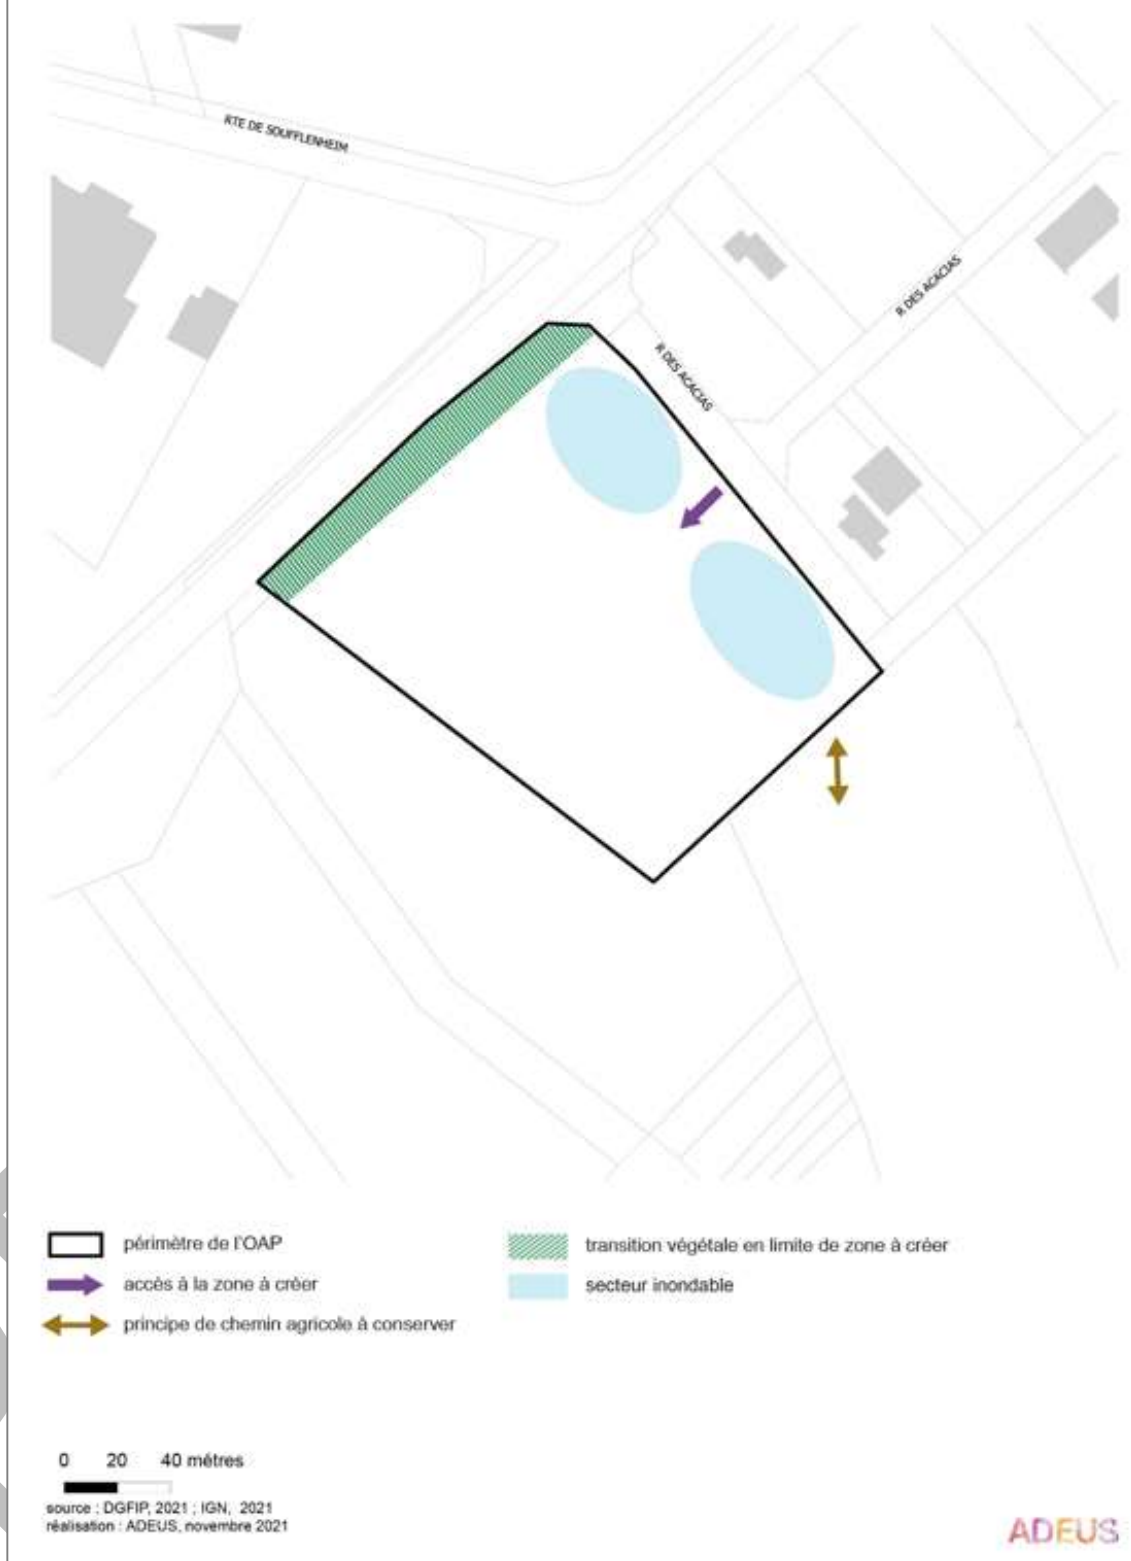 RTE DE SOUFFLENHEIM
R DES ACACIAS
R DES ACACIAS
périmètre de l'OAP
accès à la zone à créer
principe de chemin agricole à conserver
transition végétale en limite de zone à créer
secteur inondable
0 20 40 mètres
source : DGFIP, 2021 ; IGN, 2021
réalisation : ADEUS, novembre 2021
ADEUS